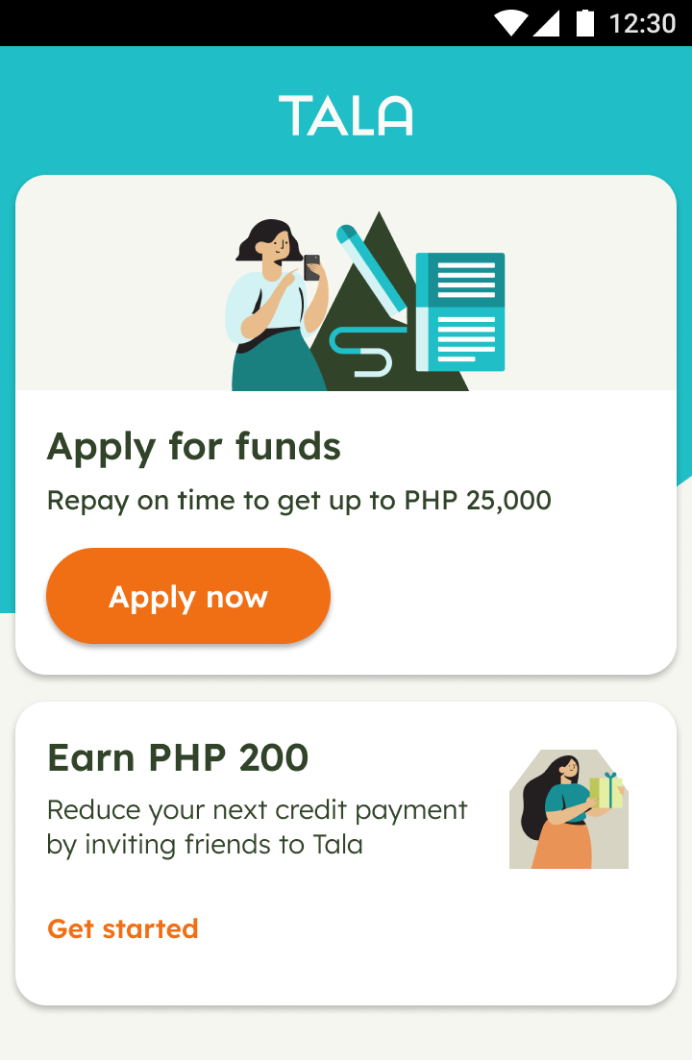 12:30
TALA
Apply for funds
Repay on time to get up to PHP 25,000
Apply now
Earn PHP 200
Reduce your next credit payment
by inviting friends to Tala
Get started